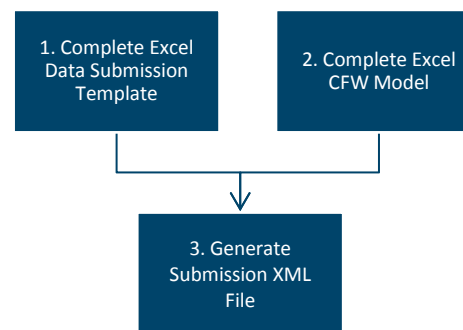 1. Complete Excel
Data Submission
Template
2. Complete Excel
CFW Model
3. Generate
Submission XML
File